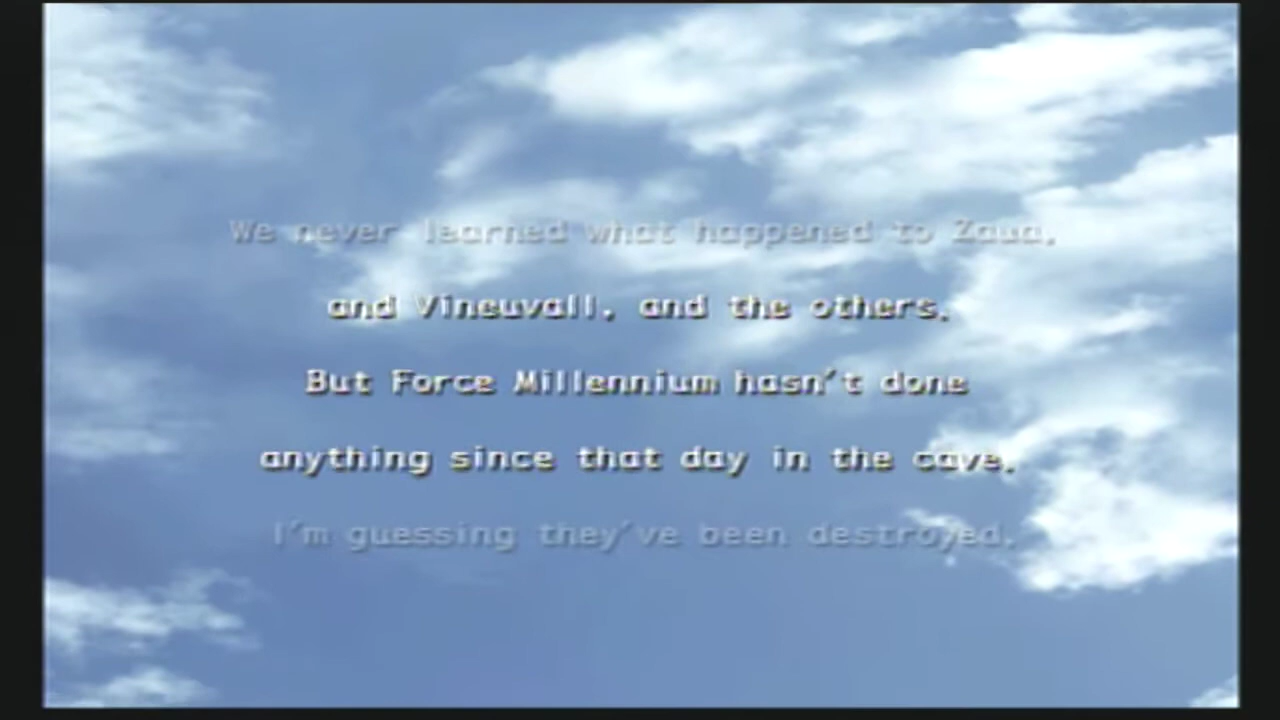 We never learned what happened to Zaua,
and Vineuvall, and the others.
But Force Millennium hasn't done
anything since that day in the cave.
I'm guessing they've been destroyed.